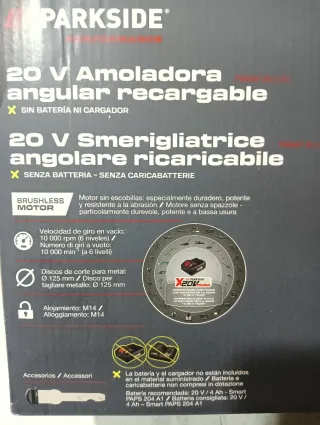 PARKSIDE®
20 V Amoladora
angular recargable
SIN BATERÍA NI CARGADOR
20 V Smerigliatrice
angolare ricaricabile
SENZA BATTERIA - SENZA CARICABATTERIE
BRUSHLESS
MOTOR
Motor sin escobillas: especialmente duradero, potente
y resistente a la abrasión / Motore senza spazzole -
particolarmente durevole, potente e a bassa usura
Velocidad de giro en vacío:
10 000 rpm (6 niveles) /
Numero di giri a vuoto:
10 000 min⁻¹ (a 6 livelli)
Discos de corte para metal:
Ø 125 mm / Disco per
tagliare metallo: Ø 125 mm
Alojamiento: M14 /
Alloggiamento: M14
X20V
Accesorios / Accessori
La batería y el cargador no están incluidos
en el material suministrado / Batteria e
caricabatterie non compresi in dotazione
Batería recomendada: 20 V / 4 Ah - Smart
PAPS 204 A1 / Batteria consigliata: 20 V /
4 Ah - Smart PAPS 204 A1